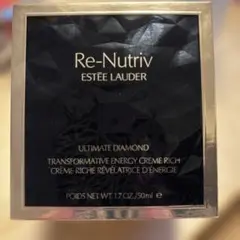 Re-Nutriv
ESTĒE LAUDER
ULTIMATE DIAMOND
TRANSFORMATIVE ENERGY CREME RICH
CRÈME RICHE RÉVÉLATRICE D'ÉNERGIE
POIDS NET WT. 1.7 OZ./50ml ℮